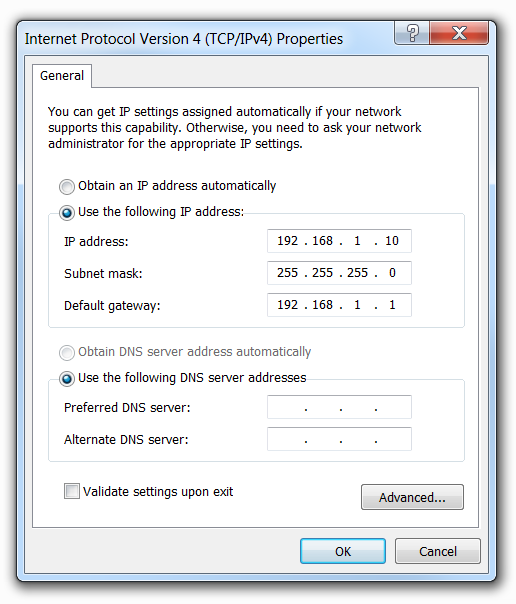 Internet Protocol Version 4 (TCP/IPv4) Properties
General
You can get IP settings assigned automatically if your network
supports this capability. Otherwise, you need to ask your network
administrator for the appropriate IP settings.
Obtain an IP address automatically
Use the following IP address:
IP address: 192 . 168 . 1 . 10
Subnet mask: 255 . 255 . 255 . 0
Default gateway: 192 . 168 . 1 . 1
Obtain DNS server address automatically
Use the following DNS server addresses
Preferred DNS server: . . .
Alternate DNS server: . . .
Validate settings upon exit
Advanced...
OK Cancel